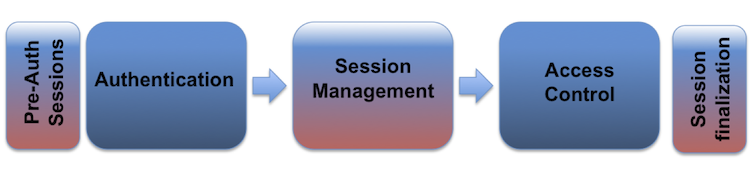 Pre-Auth
Sessions
Authentication
Session
Management
Access
Control
Session
finalization